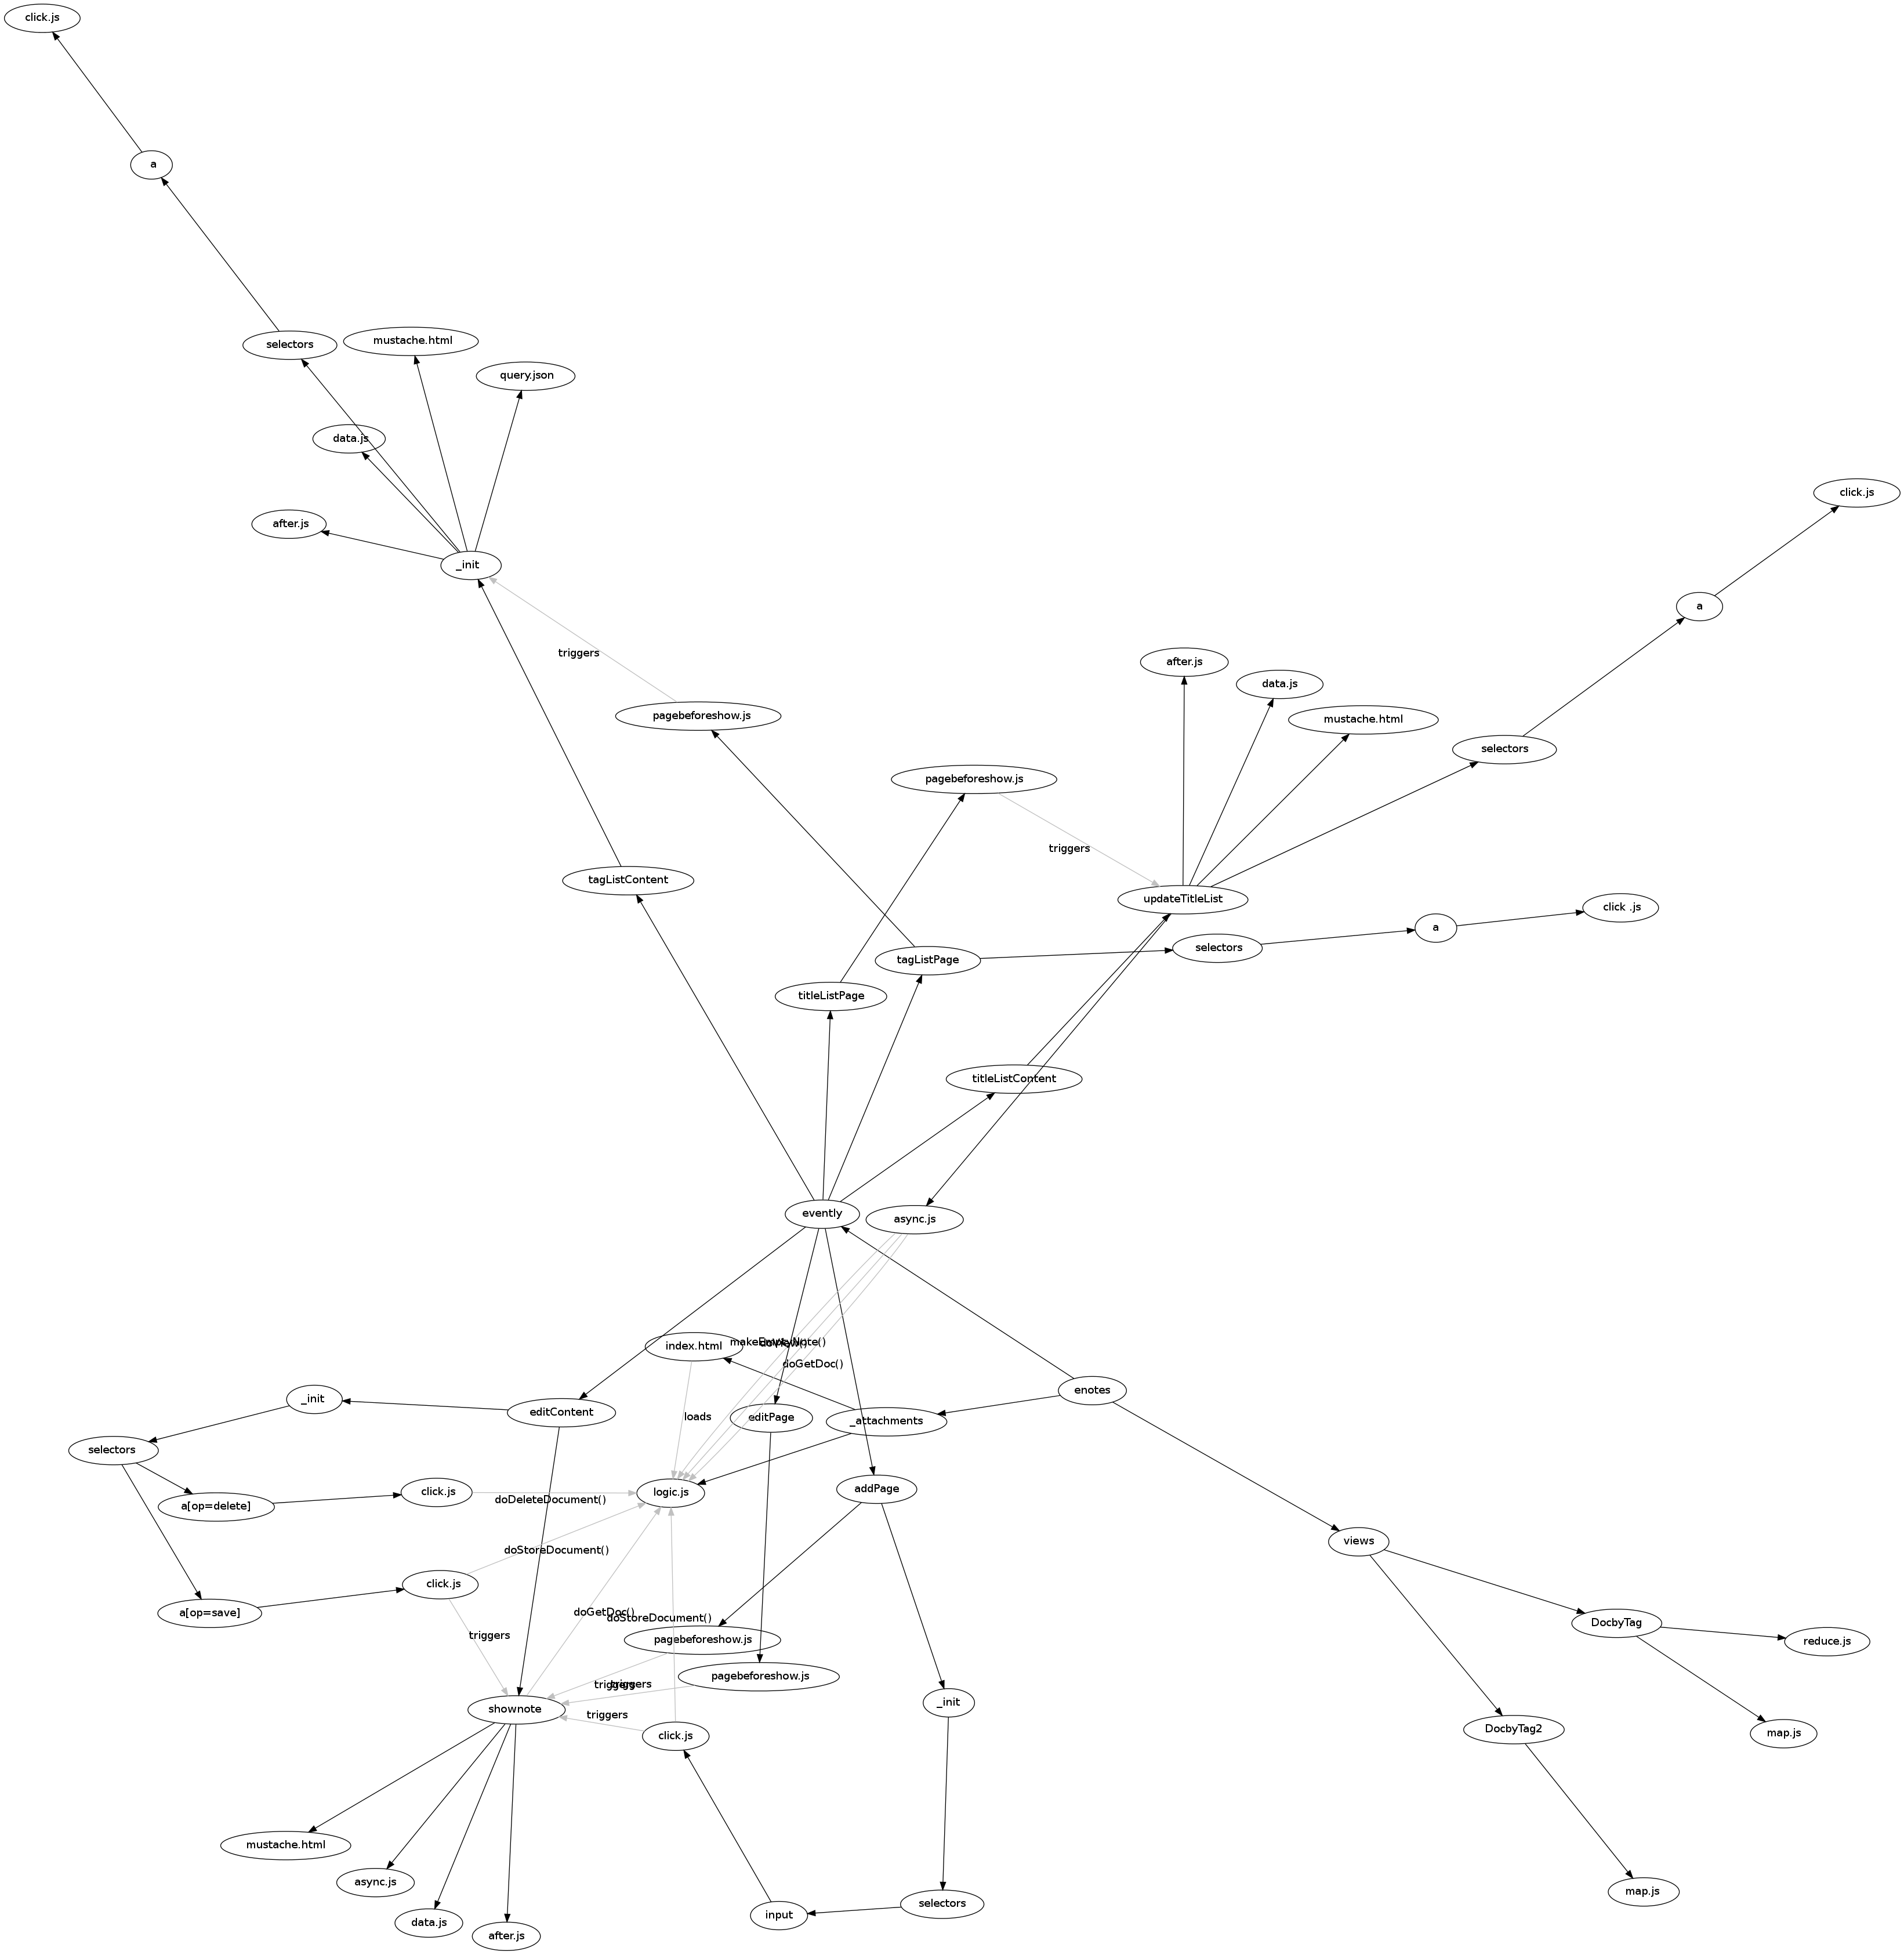 click.js
a
selectors
mustache.html
query.json
data.js
click.js
after.js
_init
a
triggers
after.js
data.js
pagebeforeshow.js
mustache.html
selectors
pagebeforeshow.js
triggers
tagListContent
updateTitleList
click .js
a
selectors
tagListPage
titleListPage
titleListContent
evently
async.js
makeEmptyNote()
doView()
index.html
doGetDoc()
enotes
_init
editContent
loads
editPage
_attachments
selectors
click.js
logic.js
addPage
doDeleteDocument()
a[op=delete]
views
doStoreDocument()
click.js
a[op=save]
doGetDoc()
doStoreDocument()
DocbyTag
triggers
pagebeforeshow.js
reduce.js
pagebeforeshow.js
triggers
triggers
_init
shownote
triggers
DocbyTag2
map.js
click.js
mustache.html
async.js
map.js
selectors
input
data.js
after.js